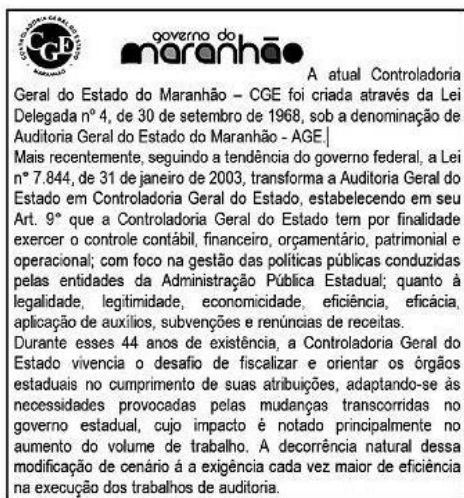 CONTROLADORIA GERAL DO ESTADO
CGE
MARANHÃO
governo do
maranhão
A atual Controladoria
Geral do Estado do Maranhão – CGE foi criada através da Lei
Delegada nº 4, de 30 de setembro de 1968, sob a denominação de
Auditoria Geral do Estado do Maranhão - AGE.
Mais recentemente, seguindo a tendência do governo federal, a Lei
n° 7.844, de 31 de janeiro de 2003, transforma a Auditoria Geral do
Estado em Controladoria Geral do Estado, estabelecendo em seu
Art. 9° que a Controladoria Geral do Estado tem por finalidade
exercer o controle contábil, financeiro, orçamentário, patrimonial e
operacional; com foco na gestão das políticas públicas conduzidas
pelas entidades da Administração Pública Estadual; quanto à
legalidade, legitimidade, economicidade, eficiência, eficácia,
aplicação de auxílios, subvenções e renúncias de receitas.
Durante esses 44 anos de existência, a Controladoria Geral do
Estado vivencia o desafio de fiscalizar e orientar os órgãos
estaduais no cumprimento de suas atribuições, adaptando-se às
necessidades provocadas pelas mudanças transcorridas no
governo estadual, cujo impacto é notado principalmente no
aumento do volume de trabalho. A decorrência natural dessa
modificação de cenário á a exigência cada vez maior de eficiência
na execução dos trabalhos de auditoria.